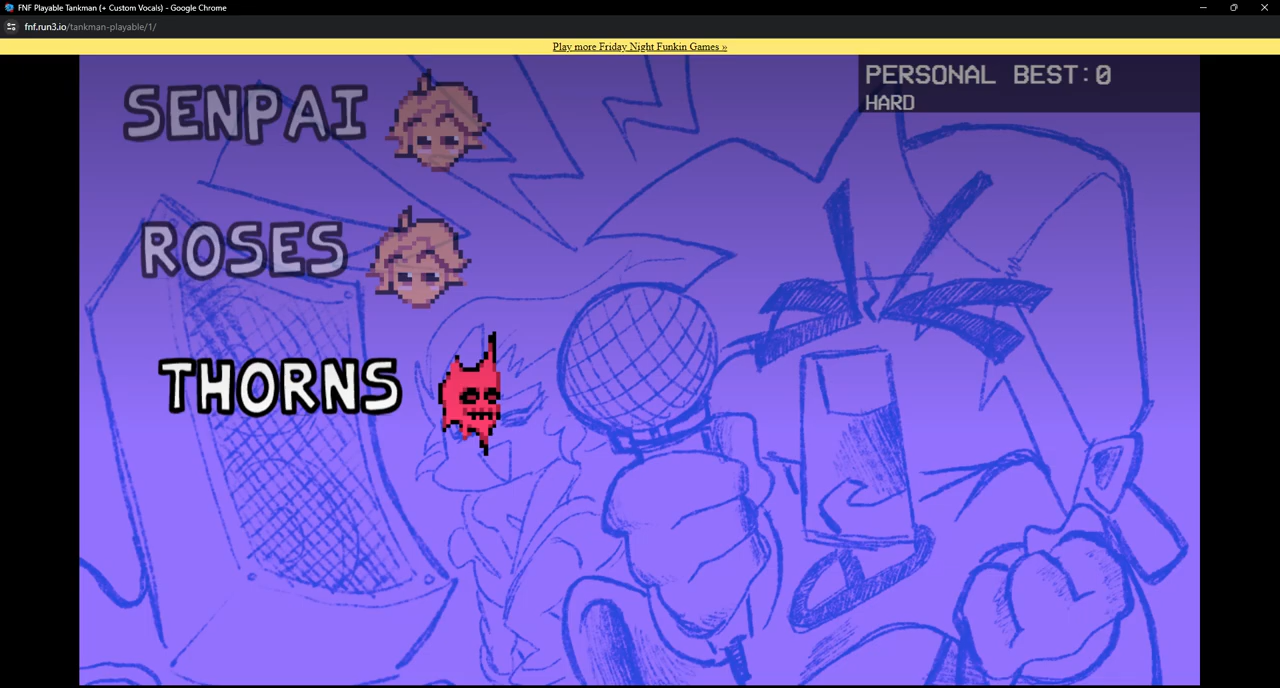 FNF Playable Tankman (+ Custom Vocals) - Google Chrome
fnf.run3.io/tankman-playable/1/
Play more Friday Night Funkin Games »
PERSONAL BEST:0
HARD
SENPAI
ROSES
THORNS